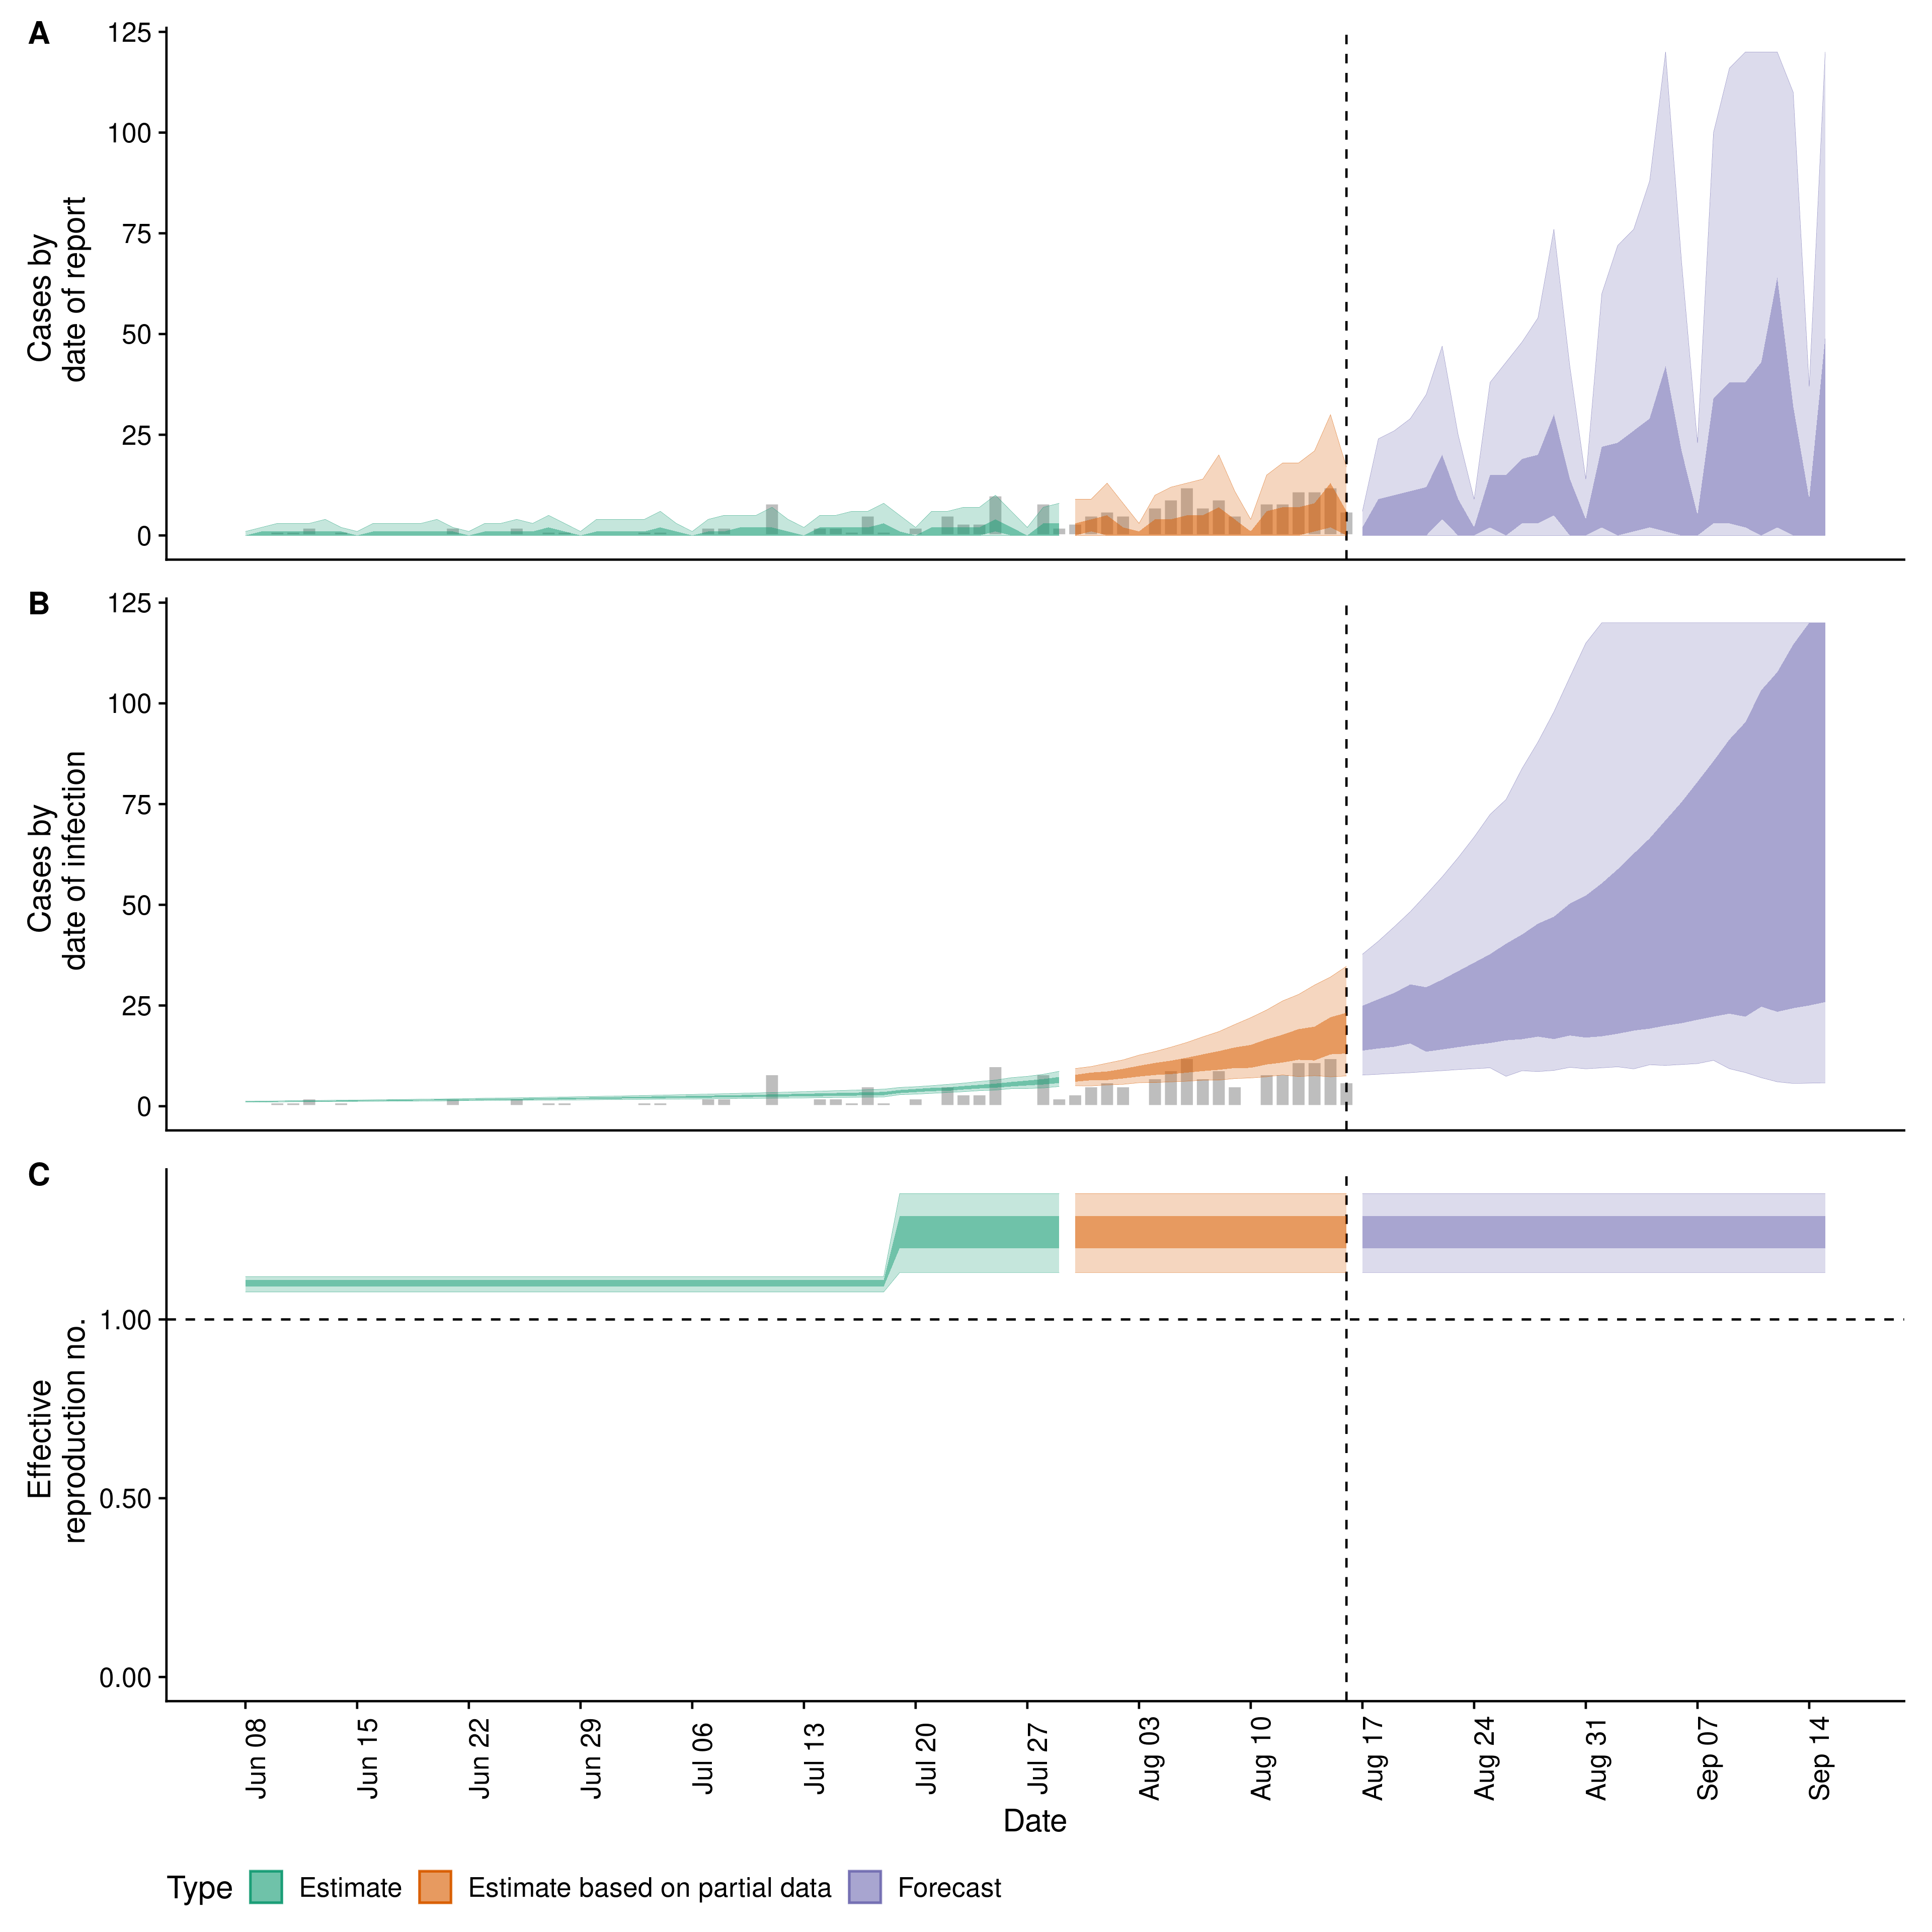 A
125
100
75
50
25
0
Cases by
date of report
B
125
100
75
50
25
0
Cases by
date of infection
C
1.00
0.50
0.00
Effective
reproduction no.
Jun 08
Jun 15
Jun 22
Jun 29
Jul 06
Jul 13
Jul 20
Jul 27
Aug 03
Aug 10
Aug 17
Aug 24
Aug 31
Sep 07
Sep 14
Date
Type Estimate Estimate based on partial data Forecast